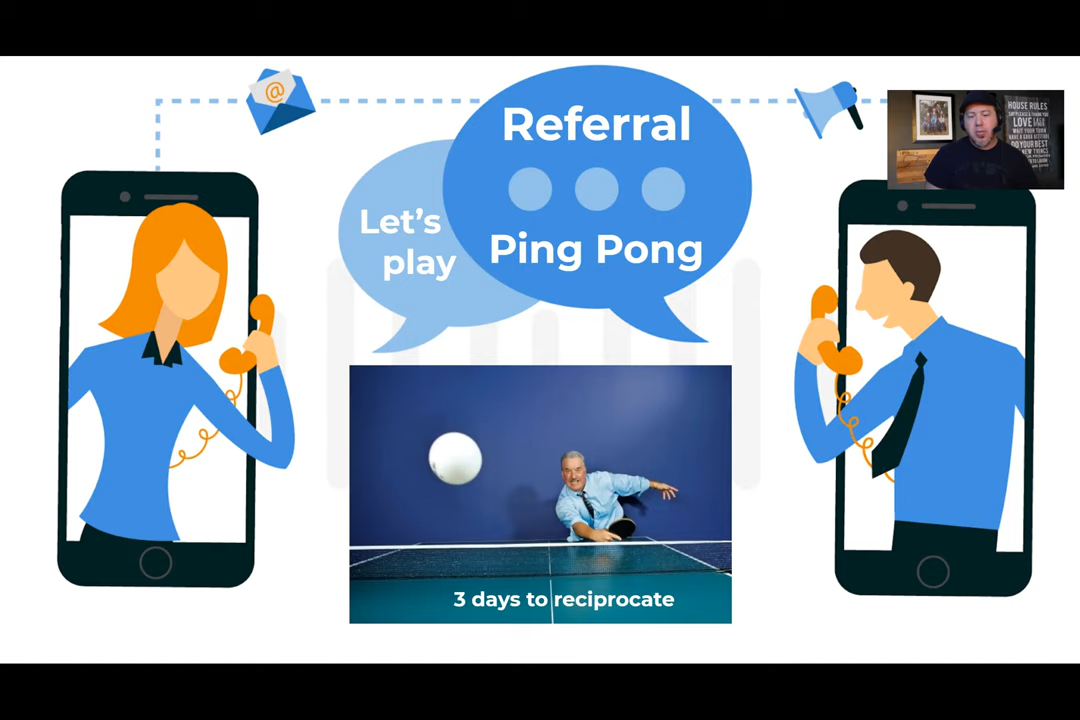 Let's
play
Referral
Ping Pong
@
HOUSE RULES
LOVE
DO YOUR BEST
3 days to reciprocate